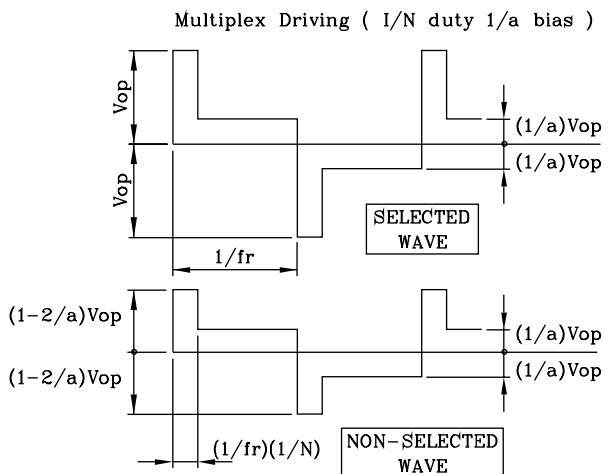 Multiplex Driving ( I/N duty 1/a bias )
Vop
Vop
(1/a)Vop
(1/a)Vop
SELECTED
WAVE
1/fr
(1-2/a)Vop
(1-2/a)Vop
(1/a)Vop
(1/a)Vop
(1/fr)(1/N)
NON-SELECTED
WAVE